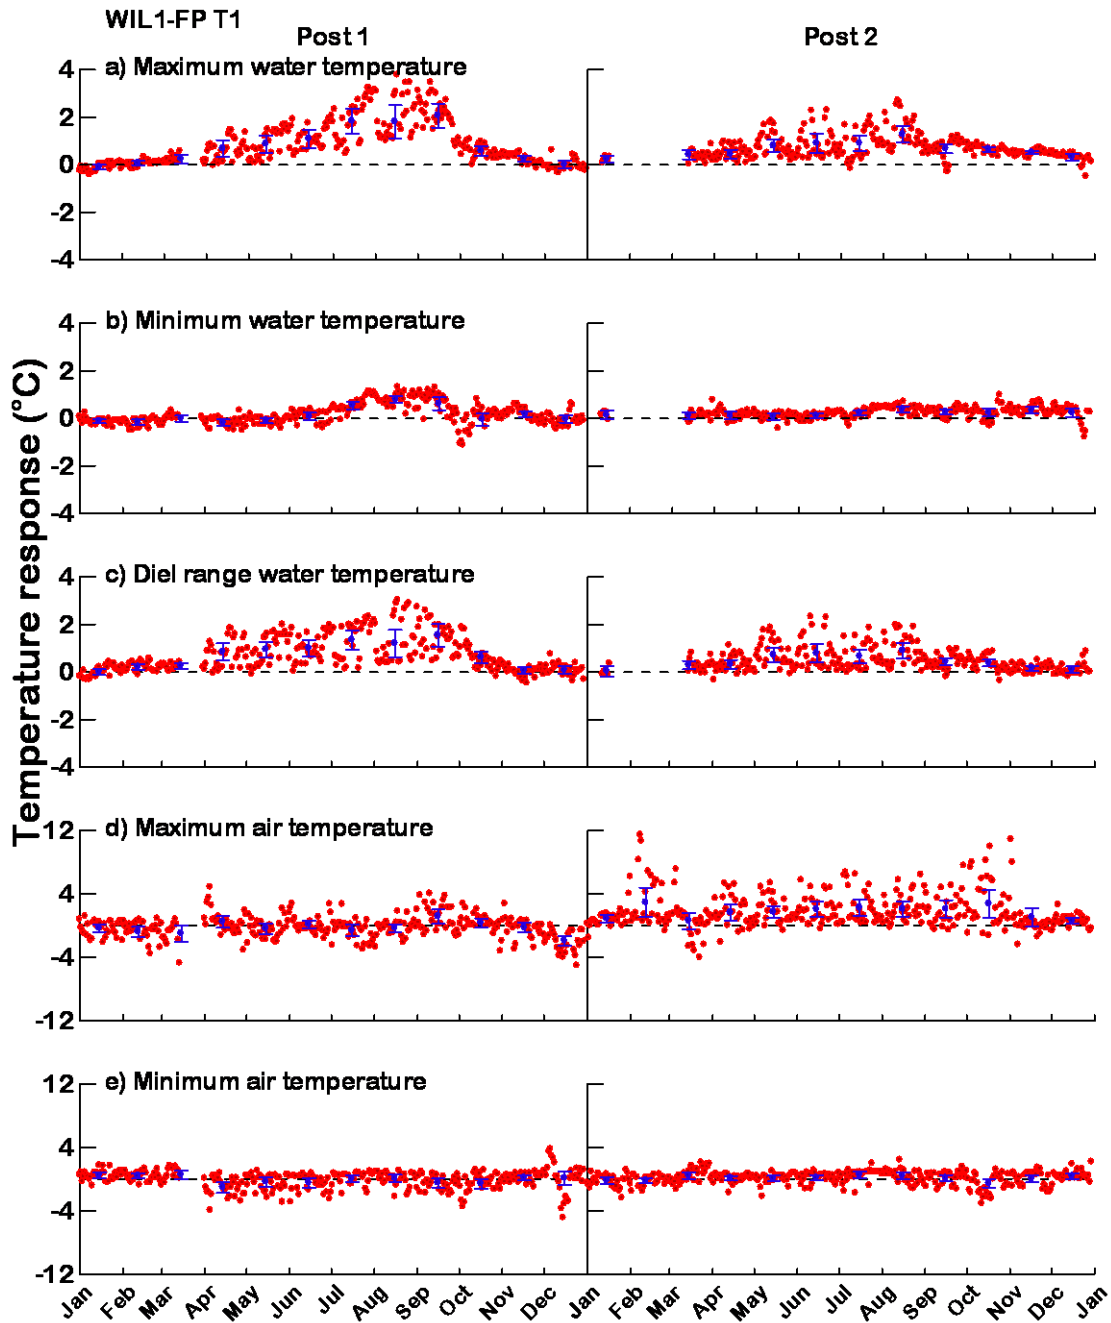 WIL1-FP T1
Post 1
Post 2
a) Maximum water temperature
4
2
0
-2
-4
b) Minimum water temperature
4
2
0
-2
-4
Temperature response (°C)
c) Diel range water temperature
4
2
0
-2
-4
d) Maximum air temperature
12
4
-4
-12
e) Minimum air temperature
12
4
-4
-12
Jan Feb Mar Apr May Jun Jul Aug Sep Oct Nov Dec Jan Feb Mar Apr May Jun Jul Aug Sep Oct Nov Dec Jan